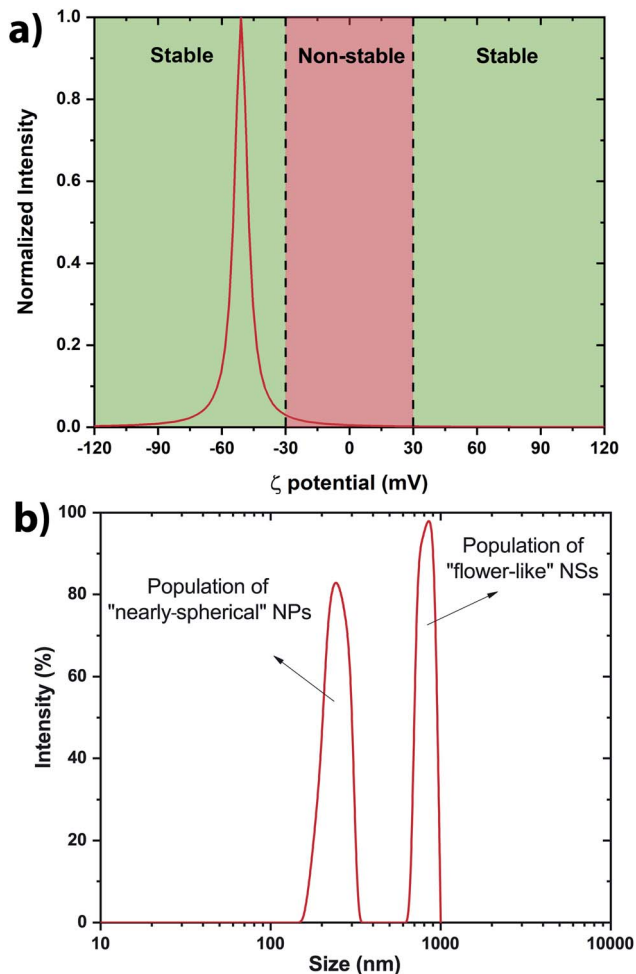 a)
Stable
Non-stable
Stable
1.0
0.8
0.6
0.4
0.2
0.0
Normalized Intensity
-120 -90 -60 -30 0 30 60 90 120
ζ potential (mV)
b)
100
80
60
40
20
0
Intensity (%)
Population of
"nearly-spherical" NPs
Population of
"flower-like" NSs
10 100 1000 10000
Size (nm)